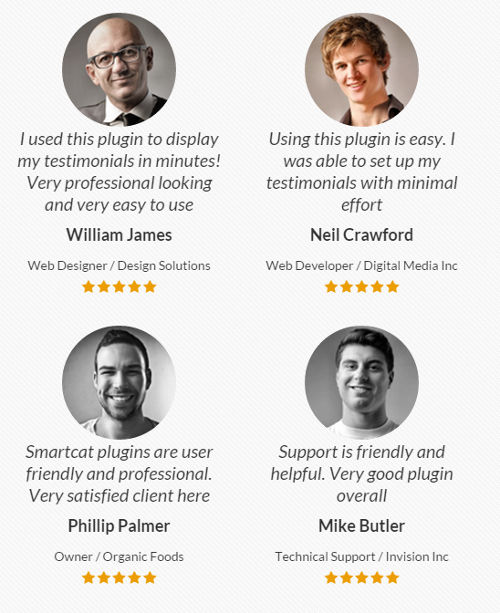 I used this plugin to display
my testimonials in minutes!
Very professional looking
and very easy to use
William James
Web Designer / Design Solutions
Using this plugin is easy. I
was able to set up my
testimonials with minimal
effort
Neil Crawford
Web Developer / Digital Media Inc
Smartcat plugins are user
friendly and professional.
Very satisfied client here
Phillip Palmer
Owner / Organic Foods
Support is friendly and
helpful. Very good plugin
overall
Mike Butler
Technical Support / Invision Inc